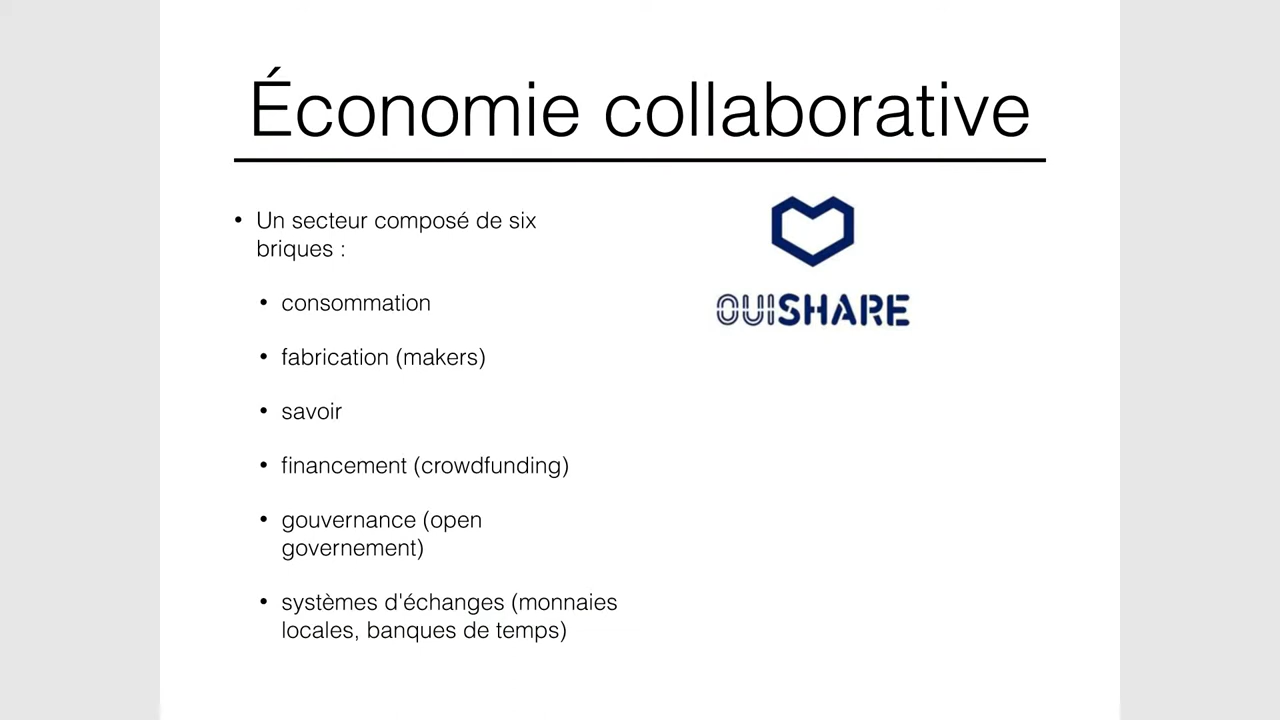 Économie collaborative
• Un secteur composé de six
briques :
• consommation
• fabrication (makers)
• savoir
• financement (crowdfunding)
• gouvernance (open
governement)
• systèmes d'échanges (monnaies
locales, banques de temps)
OUISHARE